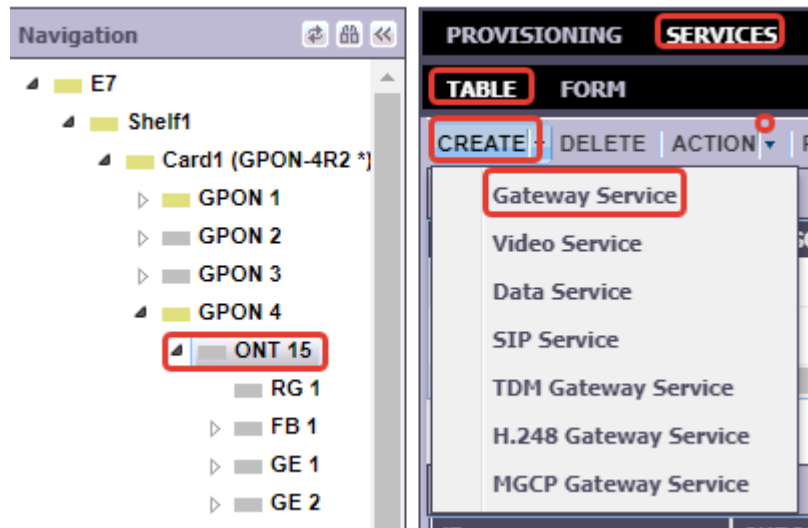 Navigation
E7
Shelf1
Card1 (GPON-4R2 *)
GPON 1
GPON 2
GPON 3
GPON 4
ONT 15
RG 1
FB 1
GE 1
GE 2
PROVISIONING SERVICES
TABLE FORM
CREATE DELETE ACTION
Gateway Service
Video Service
Data Service
SIP Service
TDM Gateway Service
H.248 Gateway Service
MGCP Gateway Service